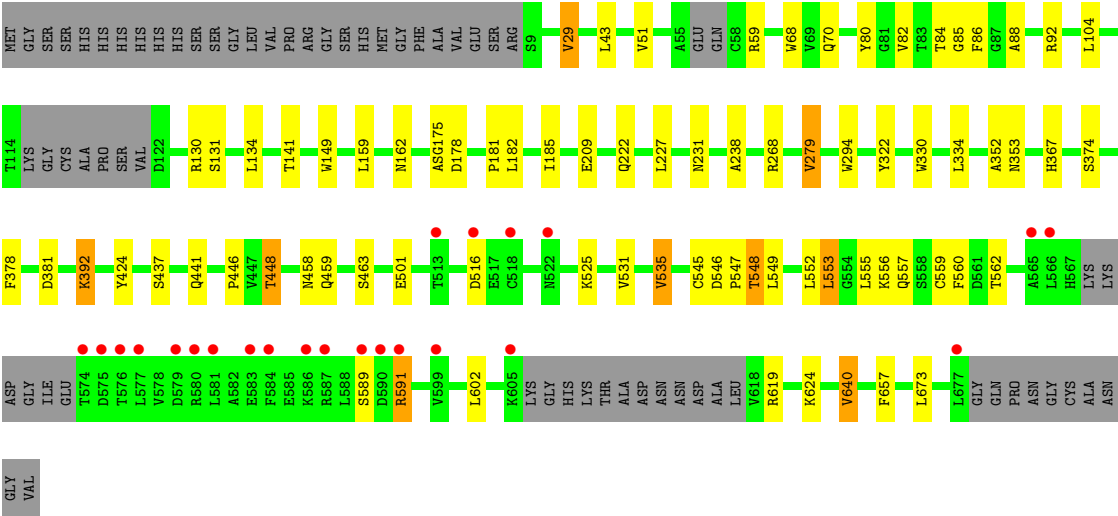 MET GLY SER SER HIS HIS HIS HIS HIS HIS SER SER GLY LEU VAL PRO ARG GLY SER HIS MET GLY PHE ALA VAL GLU SER ARG S9 V29 L43 V51 A55 GLU GLN C58 R59 W68 V69 Q70 Y80 G81 V82 T83 T84 G85 F86 G87 A88 R92 L104
T114 LYS GLY CYS ALA PRO SER VAL D122 R130 S131 L134 T141 W149 L159 N162 ASG175 D178 P181 L182 I185 E209 Q222 L227 N231 A238 R268 V279 W294 Y322 W330 L334 A352 N353 H367 S374
F378 D381 K392 Y424 S437 Q441 P446 V447 T448 N458 Q459 S463 E501 T513 D516 E517 C518 N522 K525 V531 V535 C545 D546 P547 T548 L549 L552 L553 G554 L555 K556 Q557 S558 C559 F560 D561 T562 A565 L566 H567 LYS LYS
ASP GLY ILE GLU T574 D575 T576 L577 V578 D579 R580 L581 A582 E583 F584 E585 K586 R587 L588 S589 D590 R591 V599 L602 K605 LYS GLY HIS LYS THR ALA ASP ASN ASN ASP ALA LEU V618 R619 K624 V640 F657 L673 L677 GLY GLN PRO ASN GLY CYS ALA ASN
GLY VAL